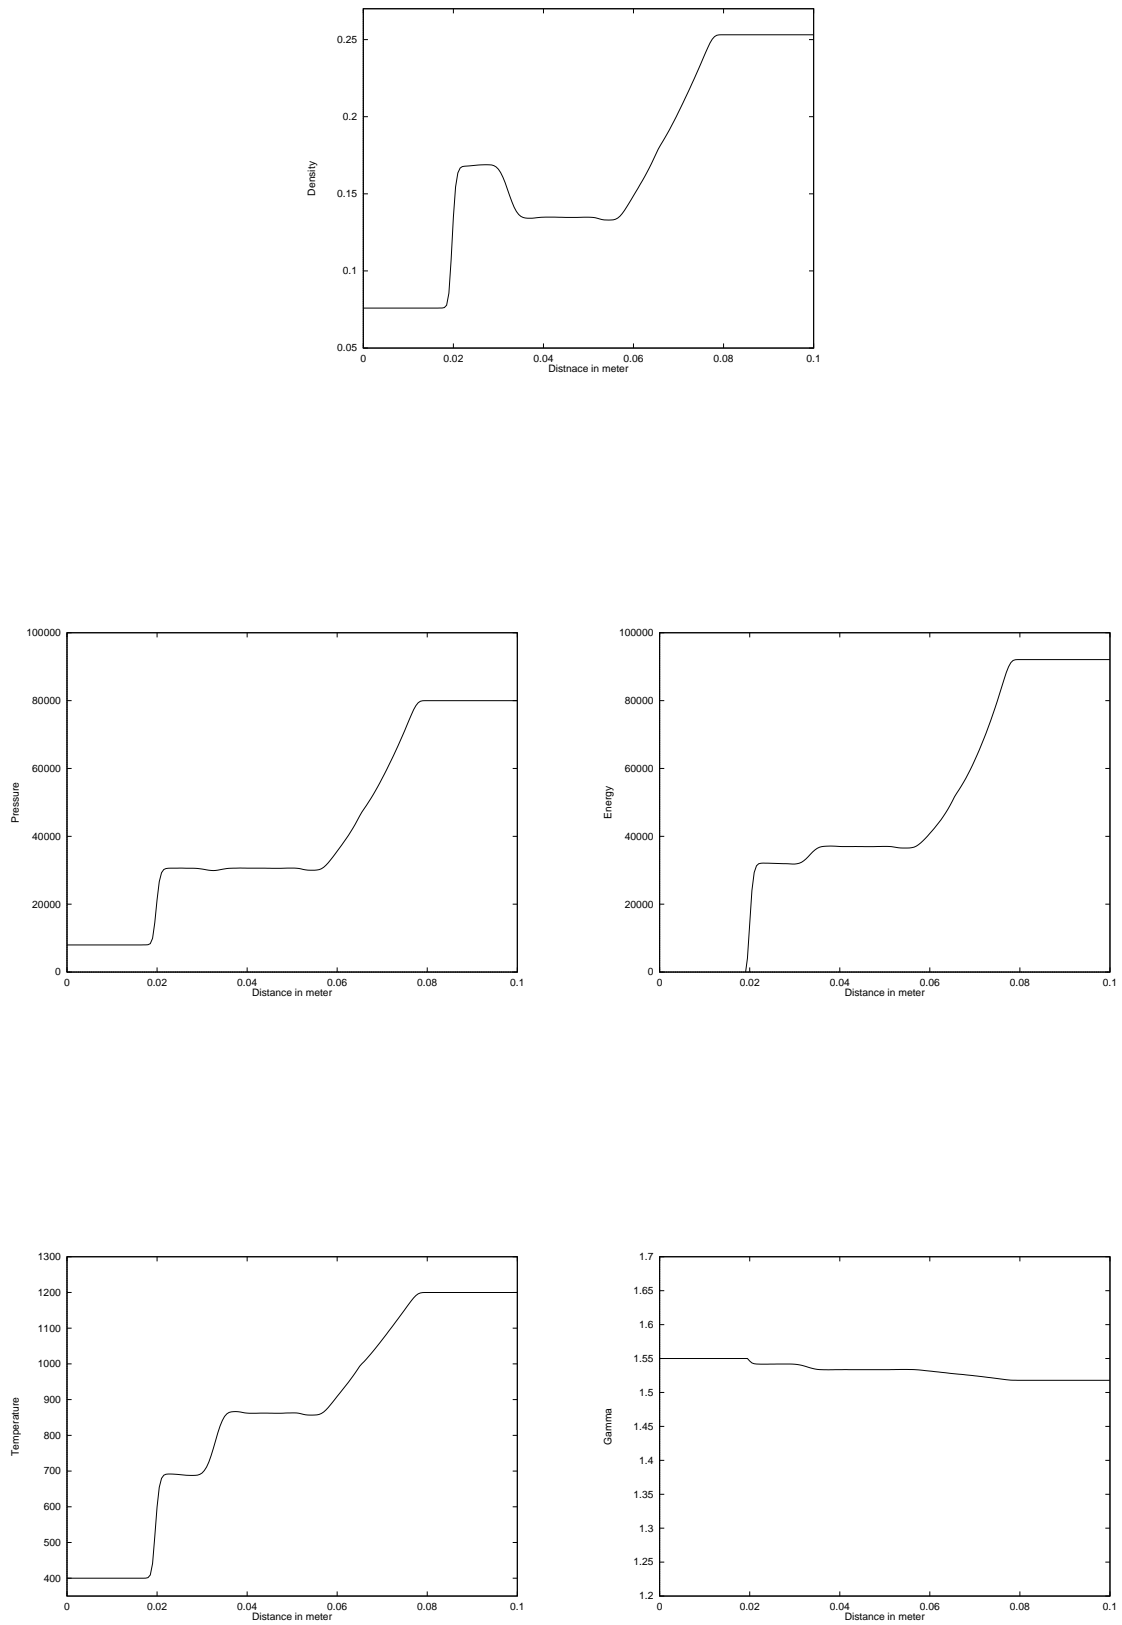 0.25
0.2
0.15
0.1
0.05
Density
0 0.02 0.04 0.06 0.08 0.1
Distnace in meter
100000
80000
60000
40000
20000
0
Pressure
0 0.02 0.04 0.06 0.08 0.1
Distance in meter
100000
80000
60000
40000
20000
0
Energy
0 0.02 0.04 0.06 0.08 0.1
Distance in meter
1300
1200
1100
1000
900
800
700
600
500
400
Temperature
0 0.02 0.04 0.06 0.08 0.1
Distance in meter
1.7
1.65
1.6
1.55
1.5
1.45
1.4
1.35
1.3
1.25
1.2
Gamma
0 0.02 0.04 0.06 0.08 0.1
Distance in meter